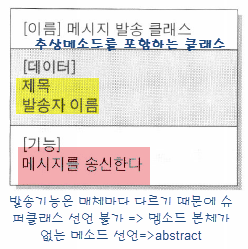 [이름] 메시지 발송 클래스
추상메소드를 포함하는 클래스
[데이터]
제목
발송자 이름
[기능]
메시지를 송신한다
발송기능은 매체마다 다르기 때문에 슈
퍼클래스 선언 불가 => 멤소드 본체가
없는 메소드 선언=>abstract